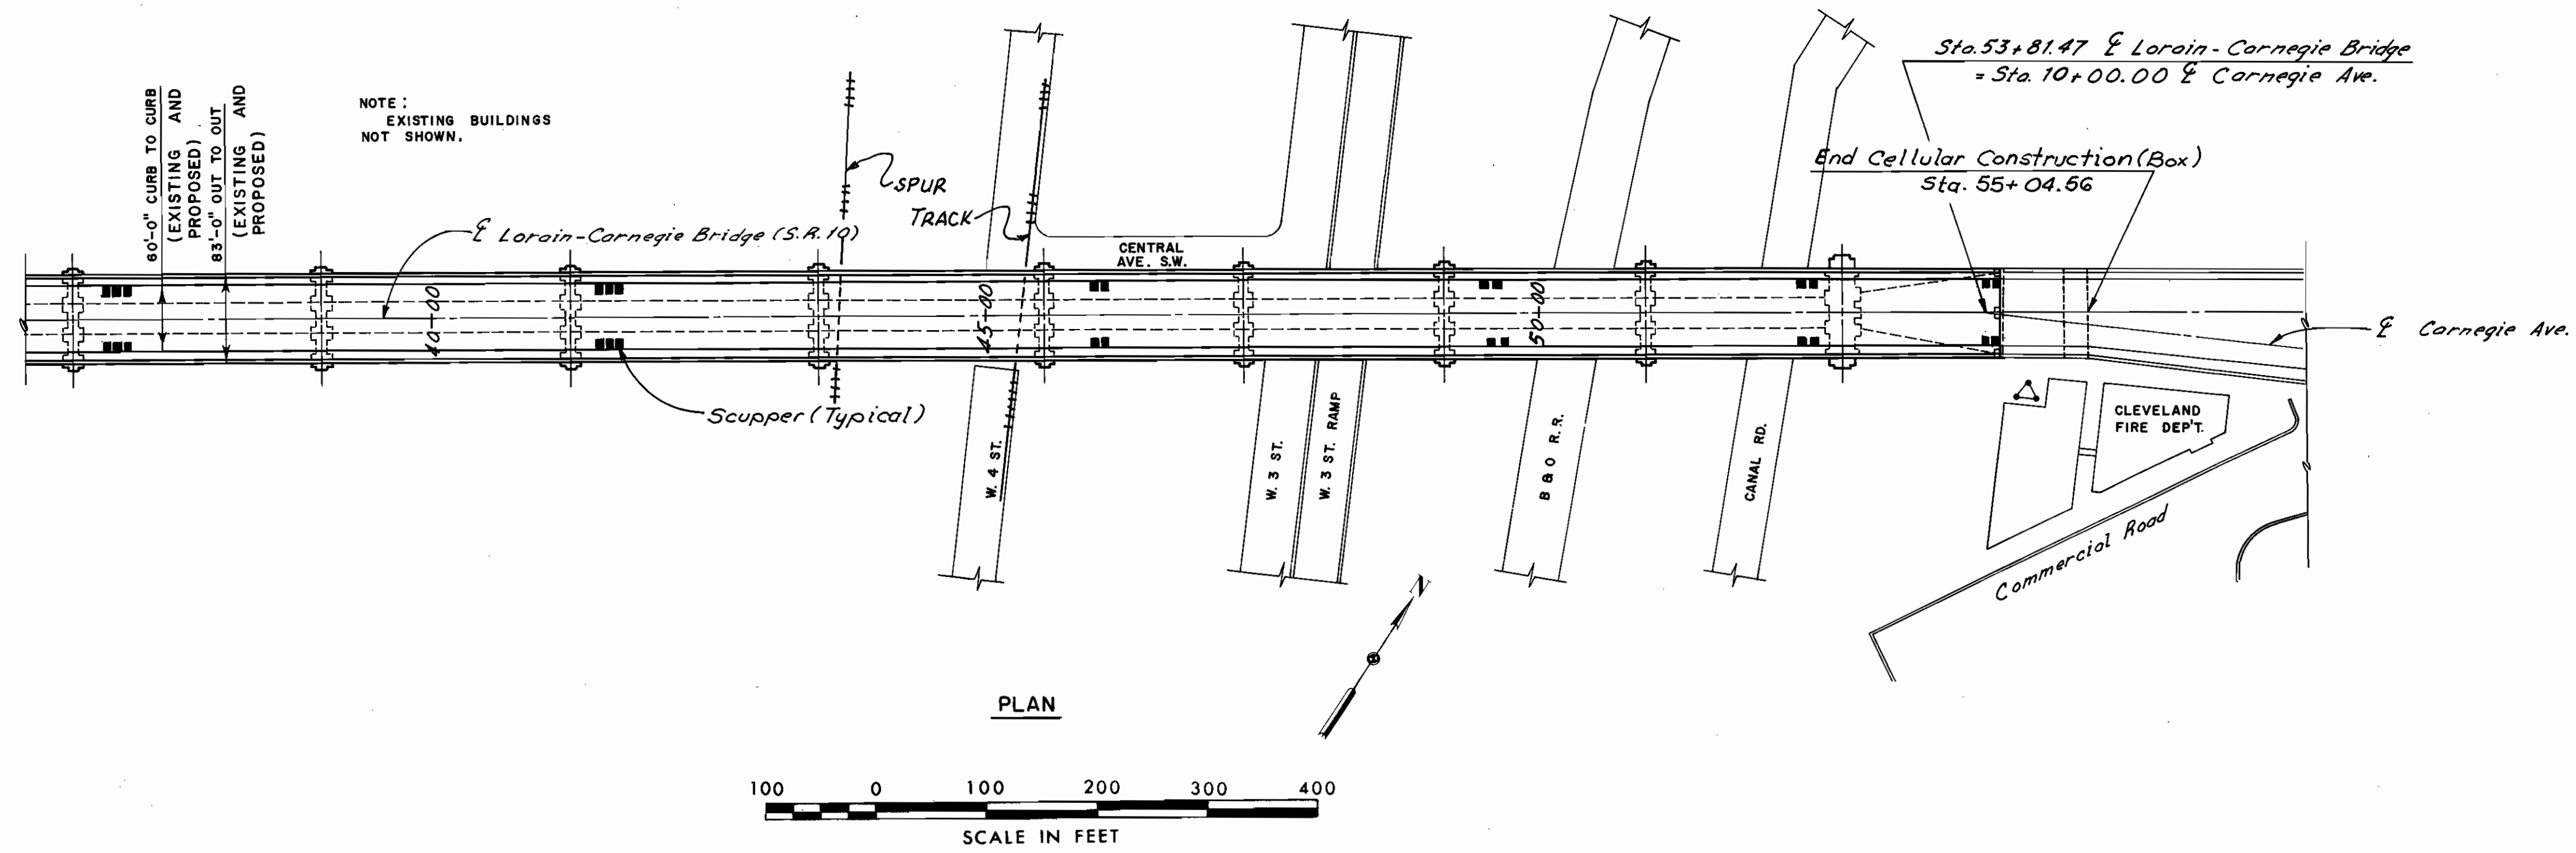 Sta. 53+81.47 ℄ Lorain-Carnegie Bridge
= Sta. 10+00.00 ℄ Carnegie Ave.
60'-0" CURB TO CURB
(EXISTING AND
PROPOSED)
83'-0" OUT TO OUT
(EXISTING AND
PROPOSED)
NOTE:
EXISTING BUILDINGS
NOT SHOWN.
End Cellular Construction (Box)
Sta. 55+04.56
SPUR
TRACK
℄ Lorain-Carnegie Bridge (S.R. 10)
CENTRAL
AVE. S.W.
40-00
45-00
50-00
℄ Carnegie Ave.
Scupper (Typical)
W. 4 ST.
W. 3 ST.
W. 3 ST. RAMP
B & O R.R.
CANAL RD.
CLEVELAND
FIRE DEP'T.
Commercial Road
N
PLAN
100 0 100 200 300 400
SCALE IN FEET